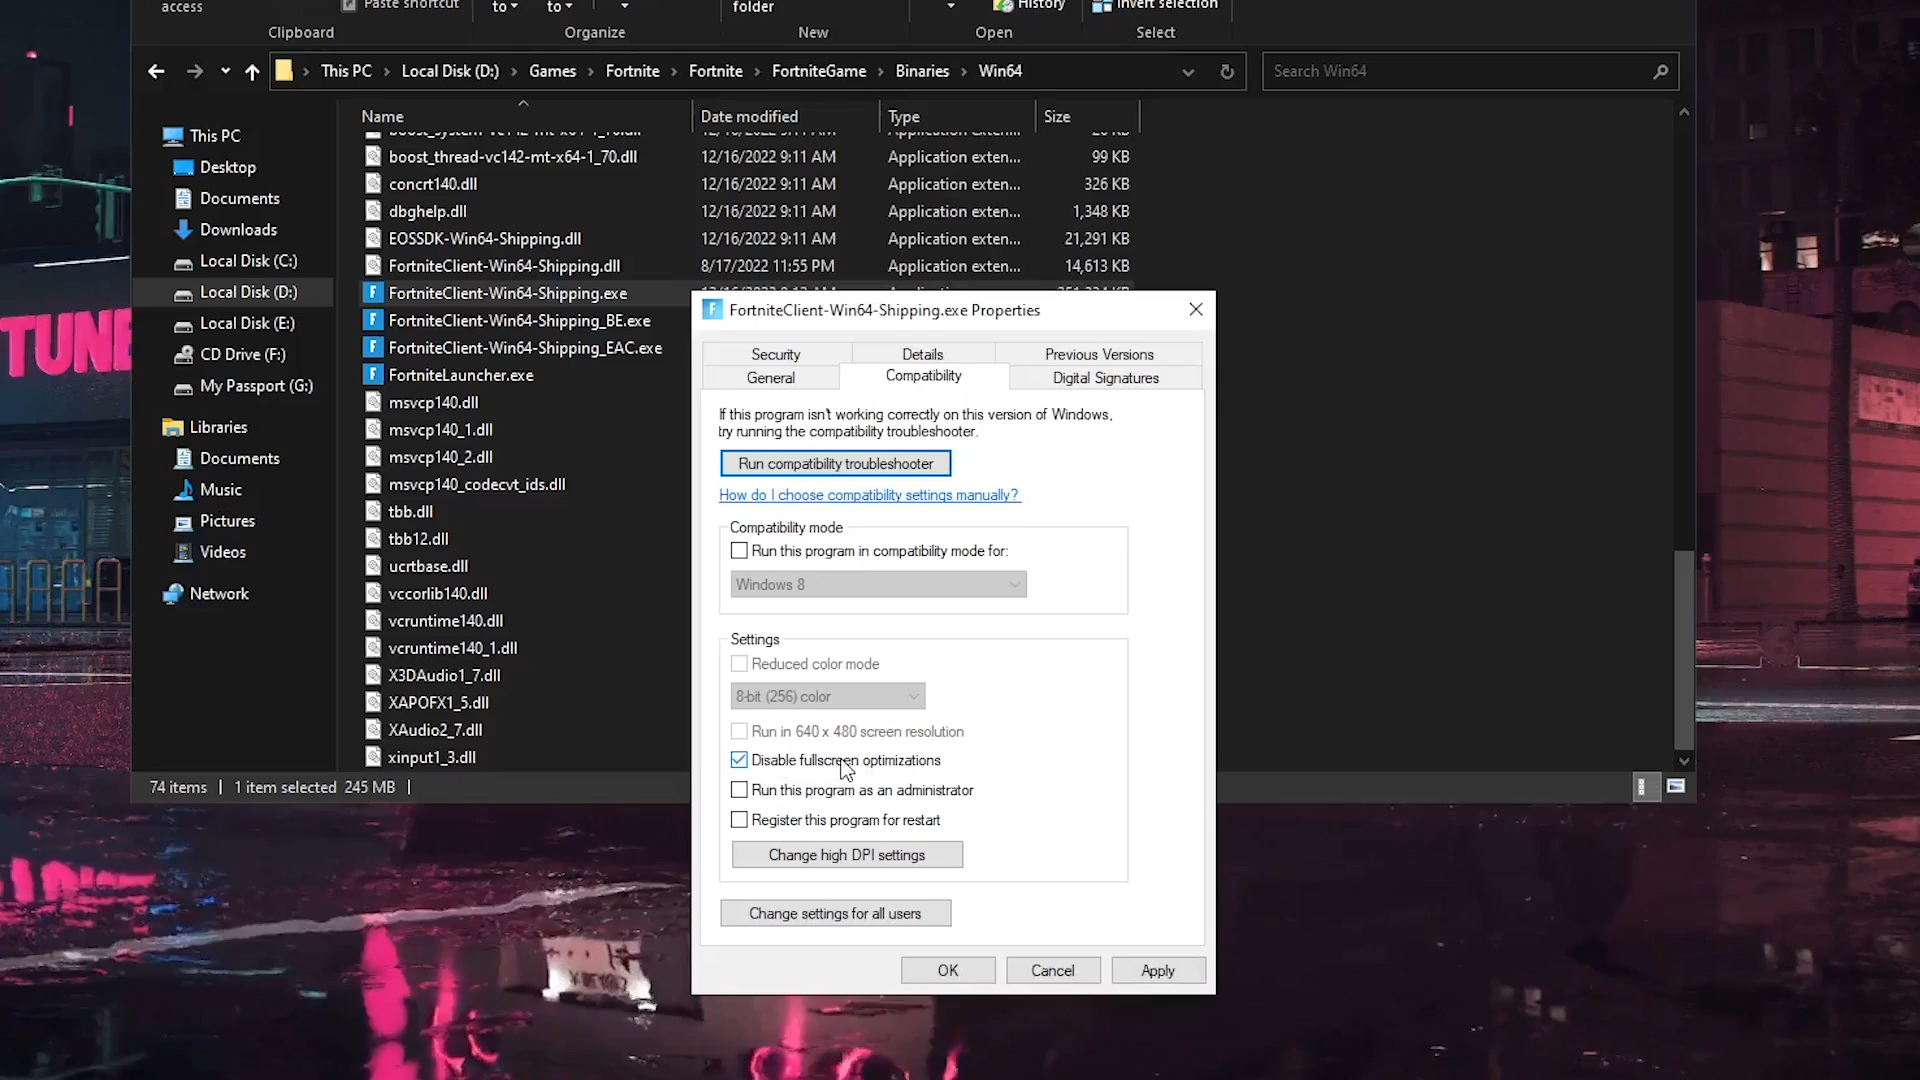 access
Paste shortcut
to
to
folder
History
Invert selection
Clipboard
Organize
New
Open
Select
This PC
Local Disk (D:)
Games
Fortnite
Fortnite
FortniteGame
Binaries
Win64
Search Win64
Name
Date modified
Type
Size
This PC
Desktop
Documents
Downloads
Local Disk (C:)
Local Disk (D:)
Local Disk (E:)
CD Drive (F:)
My Passport (G:)
Libraries
Documents
Music
Pictures
Videos
Network
boost_thread-vc142-mt-x64-1_70.dll 12/16/2022 9:11 AM Application exten... 99 KB
concrt140.dll 12/16/2022 9:11 AM Application exten... 326 KB
dbghelp.dll 12/16/2022 9:11 AM Application exten... 1,348 KB
EOSSDK-Win64-Shipping.dll 12/16/2022 9:11 AM Application exten... 21,291 KB
FortniteClient-Win64-Shipping.dll 8/17/2022 11:55 PM Application exten... 14,613 KB
FortniteClient-Win64-Shipping.exe
FortniteClient-Win64-Shipping_BE.exe
FortniteClient-Win64-Shipping_EAC.exe
FortniteLauncher.exe
msvcp140.dll
msvcp140_1.dll
msvcp140_2.dll
msvcp140_codecvt_ids.dll
tbb.dll
tbb12.dll
ucrtbase.dll
vccorlib140.dll
vcruntime140.dll
vcruntime140_1.dll
X3DAudio1_7.dll
XAPOFX1_5.dll
XAudio2_7.dll
xinput1_3.dll
74 items
1 item selected 245 MB
FortniteClient-Win64-Shipping.exe Properties
Security
Details
Previous Versions
General
Compatibility
Digital Signatures
If this program isn't working correctly on this version of Windows,
try running the compatibility troubleshooter.
Run compatibility troubleshooter
How do I choose compatibility settings manually?
Compatibility mode
Run this program in compatibility mode for:
Windows 8
Settings
Reduced color mode
8-bit (256) color
Run in 640 x 480 screen resolution
Disable fullscreen optimizations
Run this program as an administrator
Register this program for restart
Change high DPI settings
Change settings for all users
OK
Cancel
Apply
TUNE